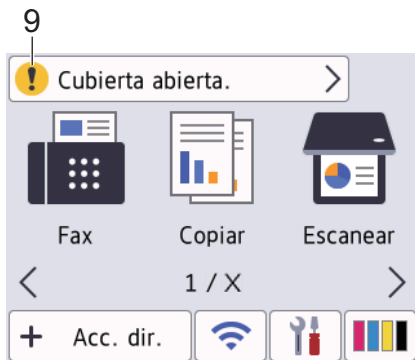 9
! Cubierta abierta.
Fax Copiar Escanear
1 / X
+ Acc. dir.